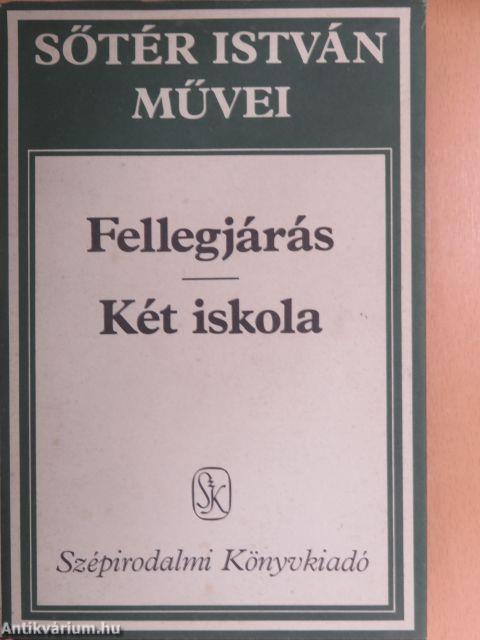 SŐTÉR ISTVÁN
MŰVEI
Fellegjárás
Két iskola
SzK
Szépirodalmi Könyvkiadó
Antikvárium.hu